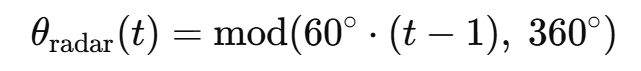 θ_radar(t) = mod(60° · (t − 1), 360°)